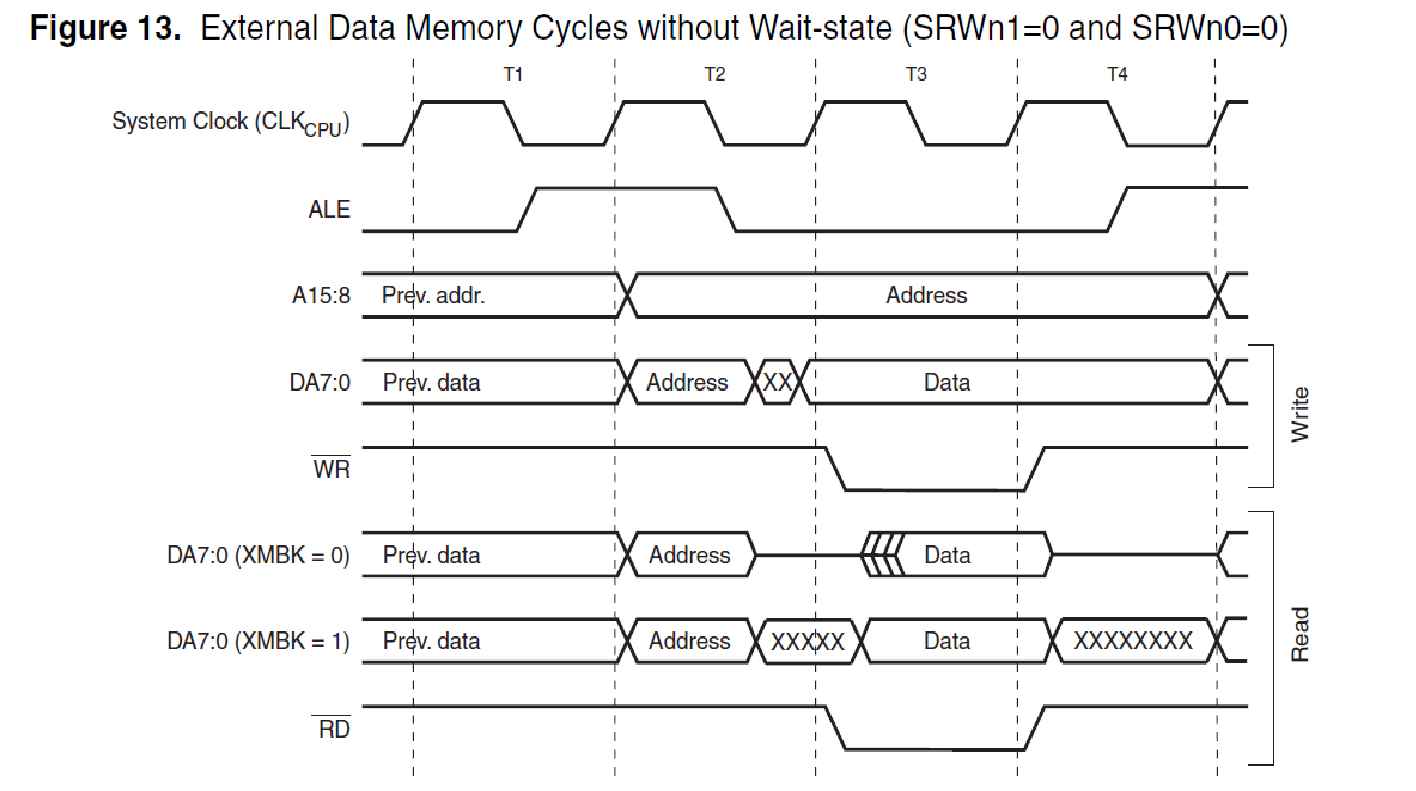 Figure 13. External Data Memory Cycles without Wait-state (SRWn1=0 and SRWn0=0)
T1 T2 T3 T4
System Clock (CLKCPU)
ALE
A15:8 Prev. addr. Address
DA7:0 Prev. data Address XX Data
Write
WR
DA7:0 (XMBK = 0) Prev. data Address Data
DA7:0 (XMBK = 1) Prev. data Address XXXXX Data XXXXXXXX
Read
RD